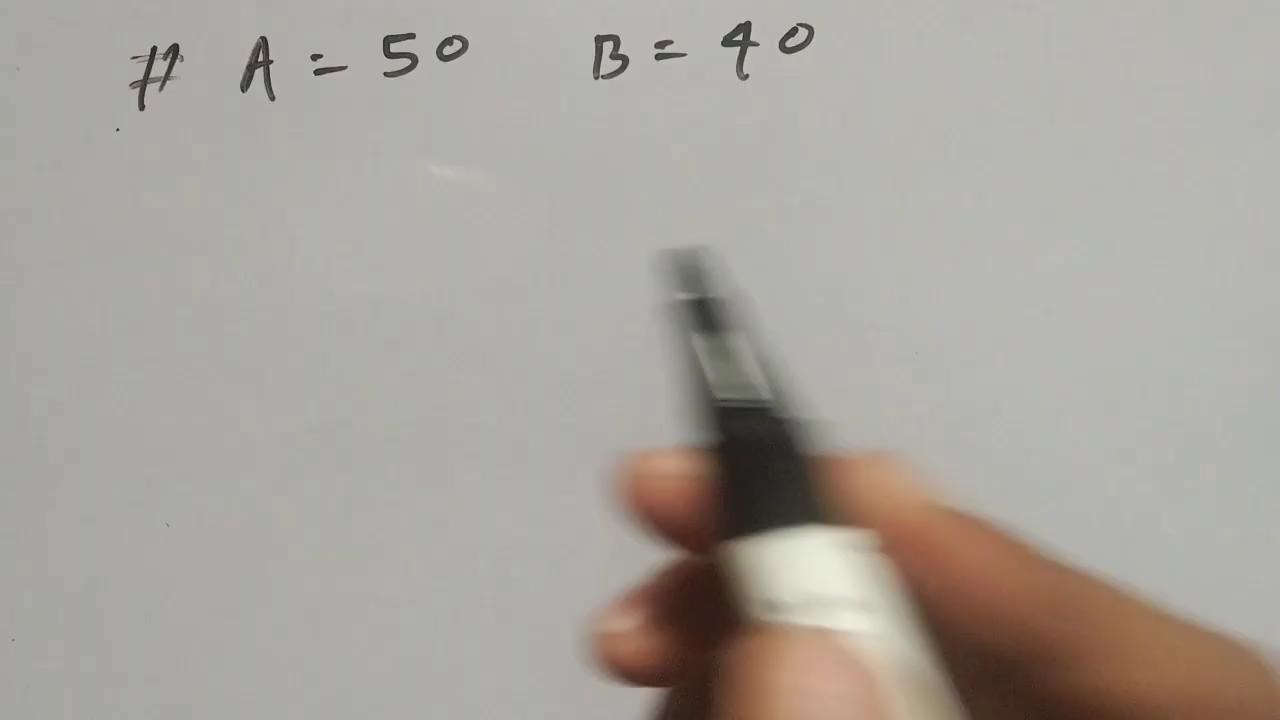 # A = 50 B = 40